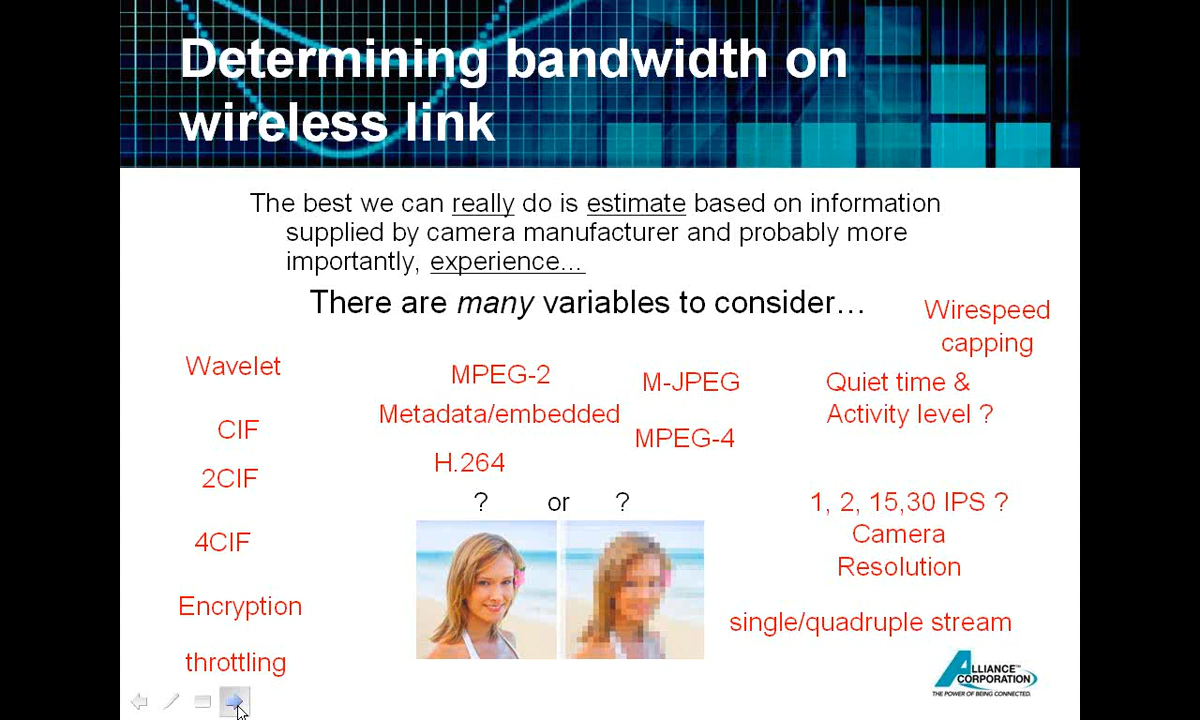 Determining bandwidth on
wireless link
The best we can really do is estimate based on information
supplied by camera manufacturer and probably more
importantly, experience...
There are many variables to consider…
Wirespeed
capping
Wavelet
MPEG-2
M-JPEG
Quiet time &
Activity level ?
Metadata/embedded
CIF
MPEG-4
H.264
2CIF
? or ?
1, 2, 15,30 IPS ?
Camera
Resolution
4CIF
Encryption
single/quadruple stream
throttling
ALLIANCE™
CORPORATION
THE POWER OF BEING CONNECTED.